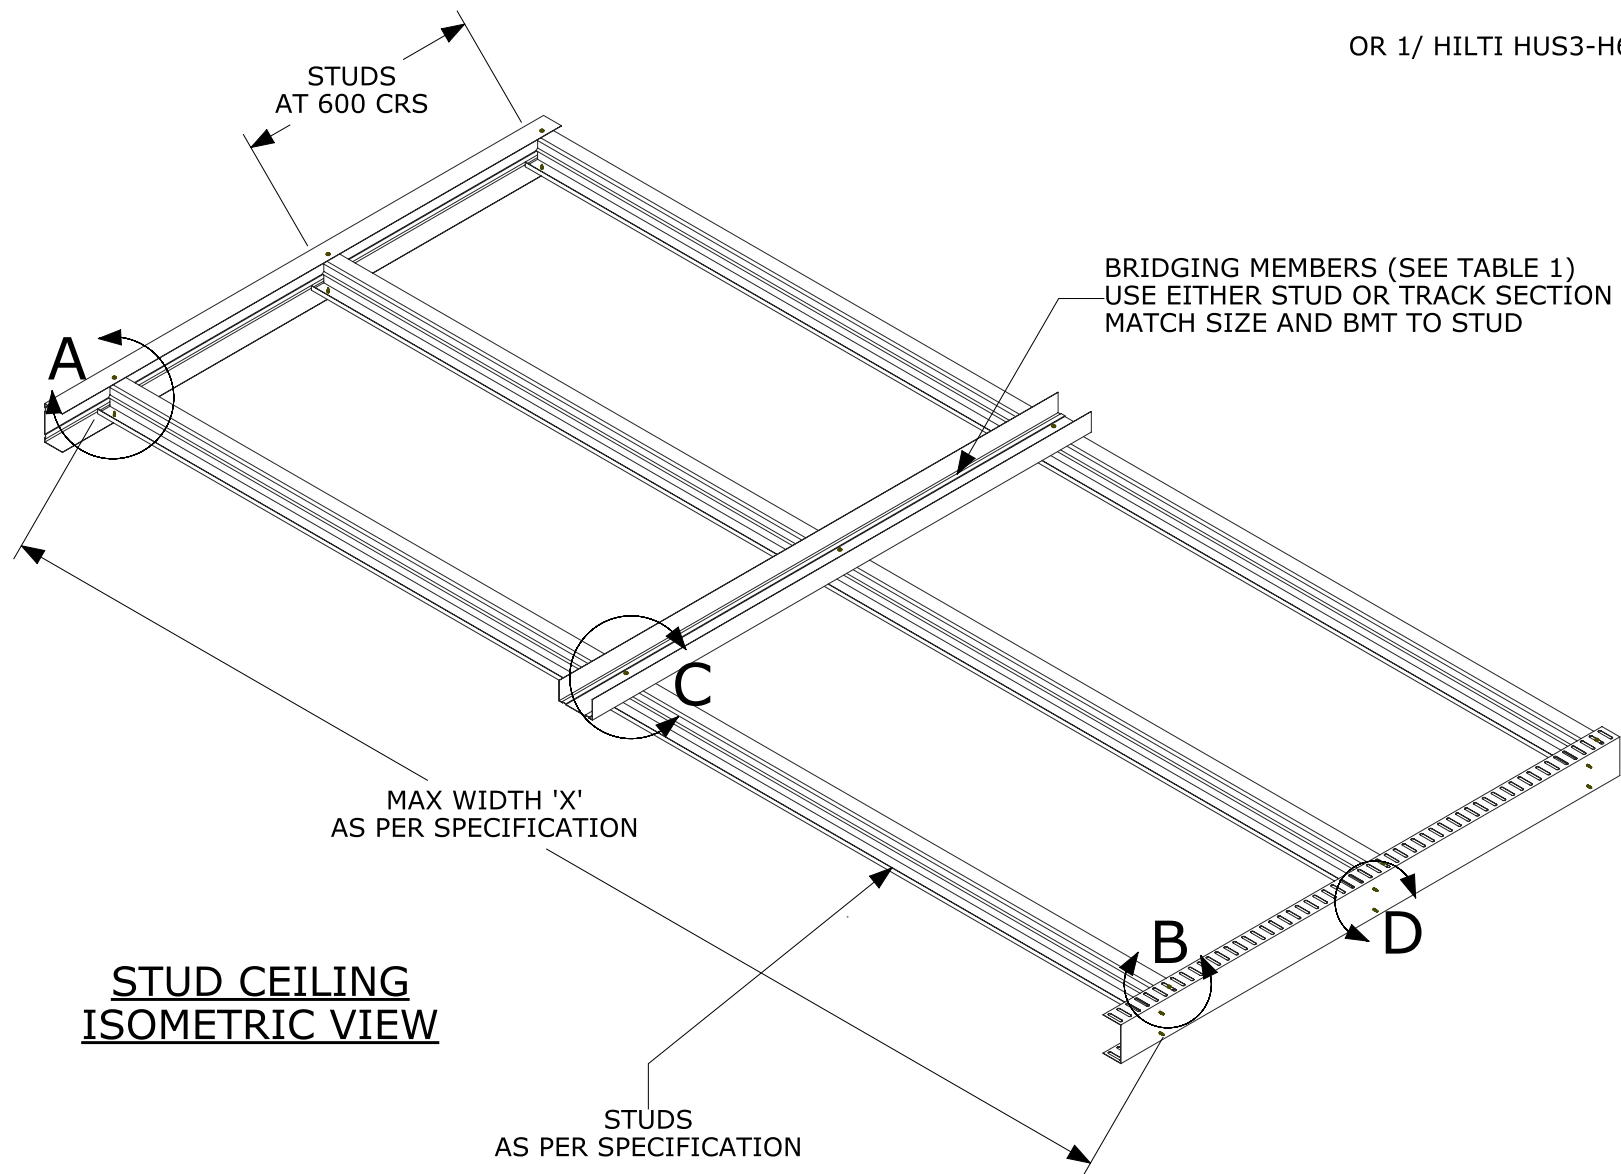 OR 1/ HILTI HUS3-H6
STUDS
AT 600 CRS
BRIDGING MEMBERS (SEE TABLE 1)
USE EITHER STUD OR TRACK SECTION
MATCH SIZE AND BMT TO STUD
A
C
MAX WIDTH 'X'
AS PER SPECIFICATION
B
D
STUD CEILING
ISOMETRIC VIEW
STUDS
AS PER SPECIFICATION